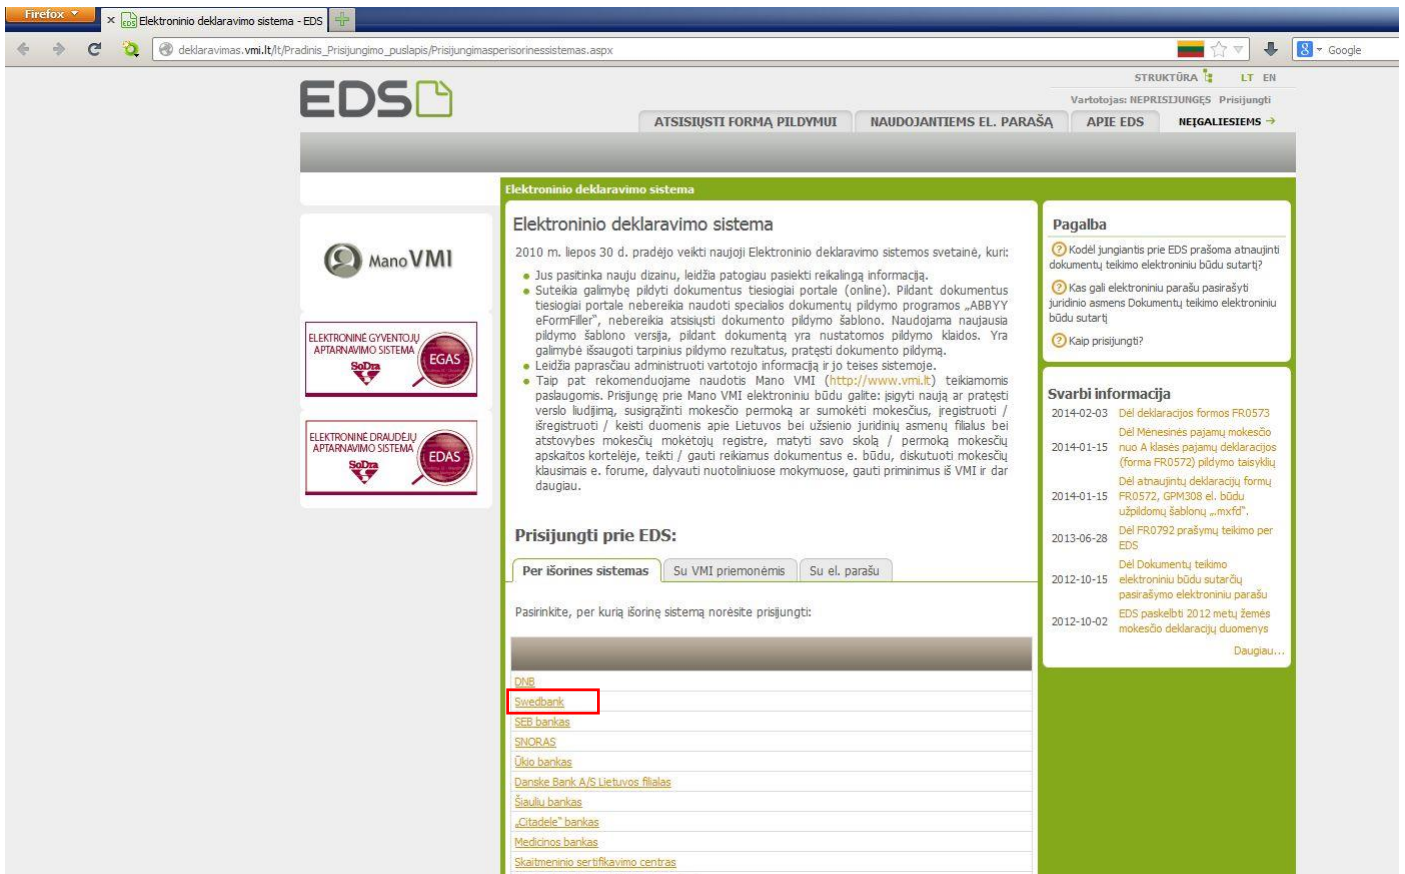 Firefox
Elektroninio deklaravimo sistema - EDS
deklaravimas.vmi.lt/lt/Pradinis_Prisijungimo_puslapis/Prisijungimasperisorinessistemas.aspx
Google
EDS
STRUKTŪRA LT EN
Vartotojas: NEPRISIJUNGĘS Prisijungti
ATSISIŲSTI FORMĄ PILDYMUI NAUDOJANTIEMS EL. PARAŠĄ APIE EDS NEĮGALIESIEMS →
Mano VMI
ELEKTRONINĖ GYVENTOJŲ
APTARNAVIMO SISTEMA
SoDra
EGAS
ELEKTRONINĖ DRAUDĖJŲ
APTARNAVIMO SISTEMA
SoDra
EDAS
Elektroninio deklaravimo sistema
Elektroninio deklaravimo sistema
2010 m. liepos 30 d. pradėjo veikti naujoji Elektroninio deklaravimo sistemos svetainė, kuri:
• Jus pasitinka nauju dizainu, leidžia patogiau pasiekti reikalingą informaciją.
• Suteikia galimybę pildyti dokumentus tiesiogiai portale (online). Pildant dokumentus
tiesiogiai portale nebereikia naudoti specialios dokumentų pildymo programos „ABBYY
eFormFiller", nebereikia atsisiųsti dokumento pildymo šablono. Naudojama naujausia
pildymo šablono versija, pildant dokumentą yra nustatomos pildymo klaidos. Yra
galimybė išsaugoti tarpinius pildymo rezultatus, pratęsti dokumento pildymą.
• Leidžia paprasčiau administruoti vartotojo informaciją ir jo teises sistemoje.
• Taip pat rekomenduojame naudotis Mano VMI (http://www.vmi.lt) teikiamomis
paslaugomis. Prisijungę prie Mano VMI elektroniniu būdu galite: įsigyti naują ar pratęsti
verslo liudijimą, susigrąžinti mokesčio permoką ar sumokėti mokesčius, įregistruoti /
išregistruoti / keisti duomenis apie Lietuvos bei užsienio juridinių asmenų filialus bei
atstovybes mokesčių mokėtojų registre, matyti savo skolą / permoką mokesčių
apskaitos kortelėje, teikti / gauti reikiamus dokumentus e. būdu, diskutuoti mokesčių
klausimais e. forume, dalyvauti nuotoliniuose mokymuose, gauti priminimus iš VMI ir dar
daugiau.
Prisijungti prie EDS:
Per išorines sistemas Su VMI priemonėmis Su el. parašu
Pasirinkite, per kurią išorinę sistemą norėsite prisijungti:
DNB
Swedbank
SEB bankas
SNORAS
Ūkio bankas
Danske Bank A/S Lietuvos filialas
Šiaulių bankas
„Citadele" bankas
Medicinos bankas
Skaitmeninio sertifikavimo centras
Pagalba
Kodėl jungiantis prie EDS prašoma atnaujinti
dokumentų teikimo elektroniniu būdu sutartį?
Kas gali elektroniniu parašu pasirašyti
juridinio asmens Dokumentų teikimo elektroniniu
būdu sutartį
Kaip prisijungti?
Svarbi informacija
2014-02-03 Dėl deklaracijos formos FR0573
Dėl Mėnesinės pajamų mokesčio
2014-01-15 nuo A klasės pajamų deklaracijos
(forma FR0572) pildymo taisyklių
Dėl atnaujintų deklaracijų formų
2014-01-15 FR0572, GPM308 el. būdu
užpildomų šablonų „.mxfd".
2013-06-28 Dėl FR0792 prašymų teikimo per
EDS
Dėl Dokumentų teikimo
2012-10-15 elektroniniu būdu sutarčių
pasirašymo elektroniniu parašu
2012-10-02 EDS paskelbti 2012 metų žemės
mokesčio deklaracijų duomenys
Daugiau...